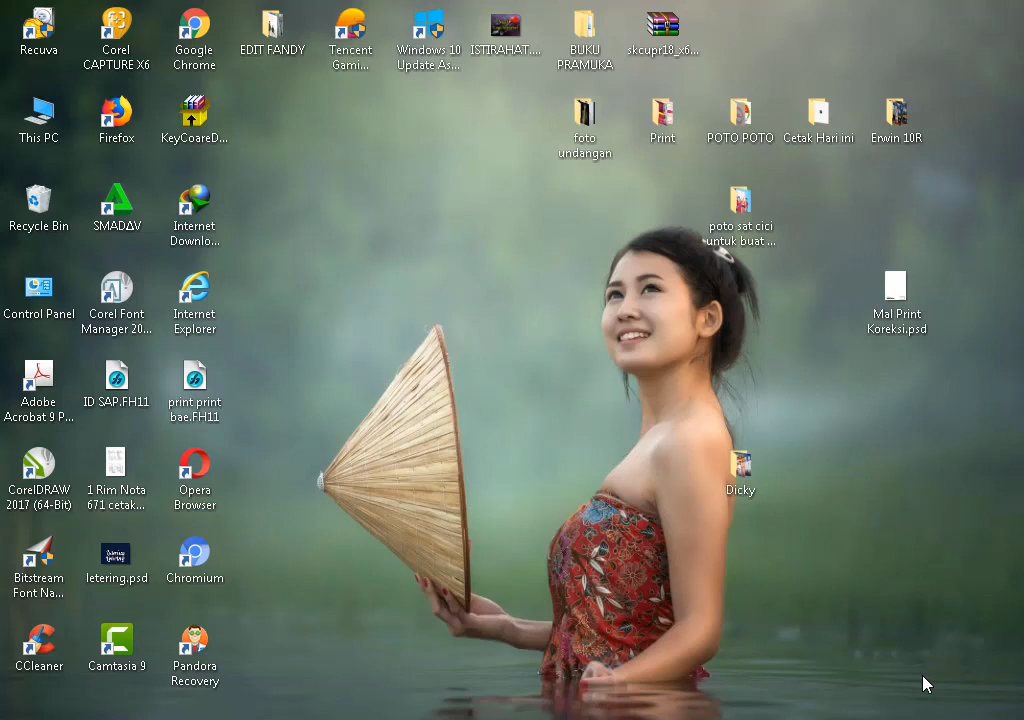 Recuva
Corel
CAPTURE X6
Google
Chrome
EDIT FANDY
Tencent
Gami...
Windows 10
Update As...
ISTIRAHAT....
BUKU
PRAMUKA
skcupr18_x6...
This PC
Firefox
KeyCoareD...
foto
undangan
Print
POTO POTO
Cetak Hari ini
Erwin 10R
Recycle Bin
SMADΔV
Internet
Downlo...
poto sat cici
untuk buat ...
Control Panel
Corel Font
Manager 20...
Internet
Explorer
Mal Print
Koreksi.psd
Adobe
Acrobat 9 P...
ID SAP.FH11
print print
bae.FH11
CorelDRAW
2017 (64-Bit)
1 Rim Nota
671 cetak...
Opera
Browser
Dicky
Bitstream
Font Na...
letering.psd
Chromium
CCleaner
Camtasia 9
Pandora
Recovery